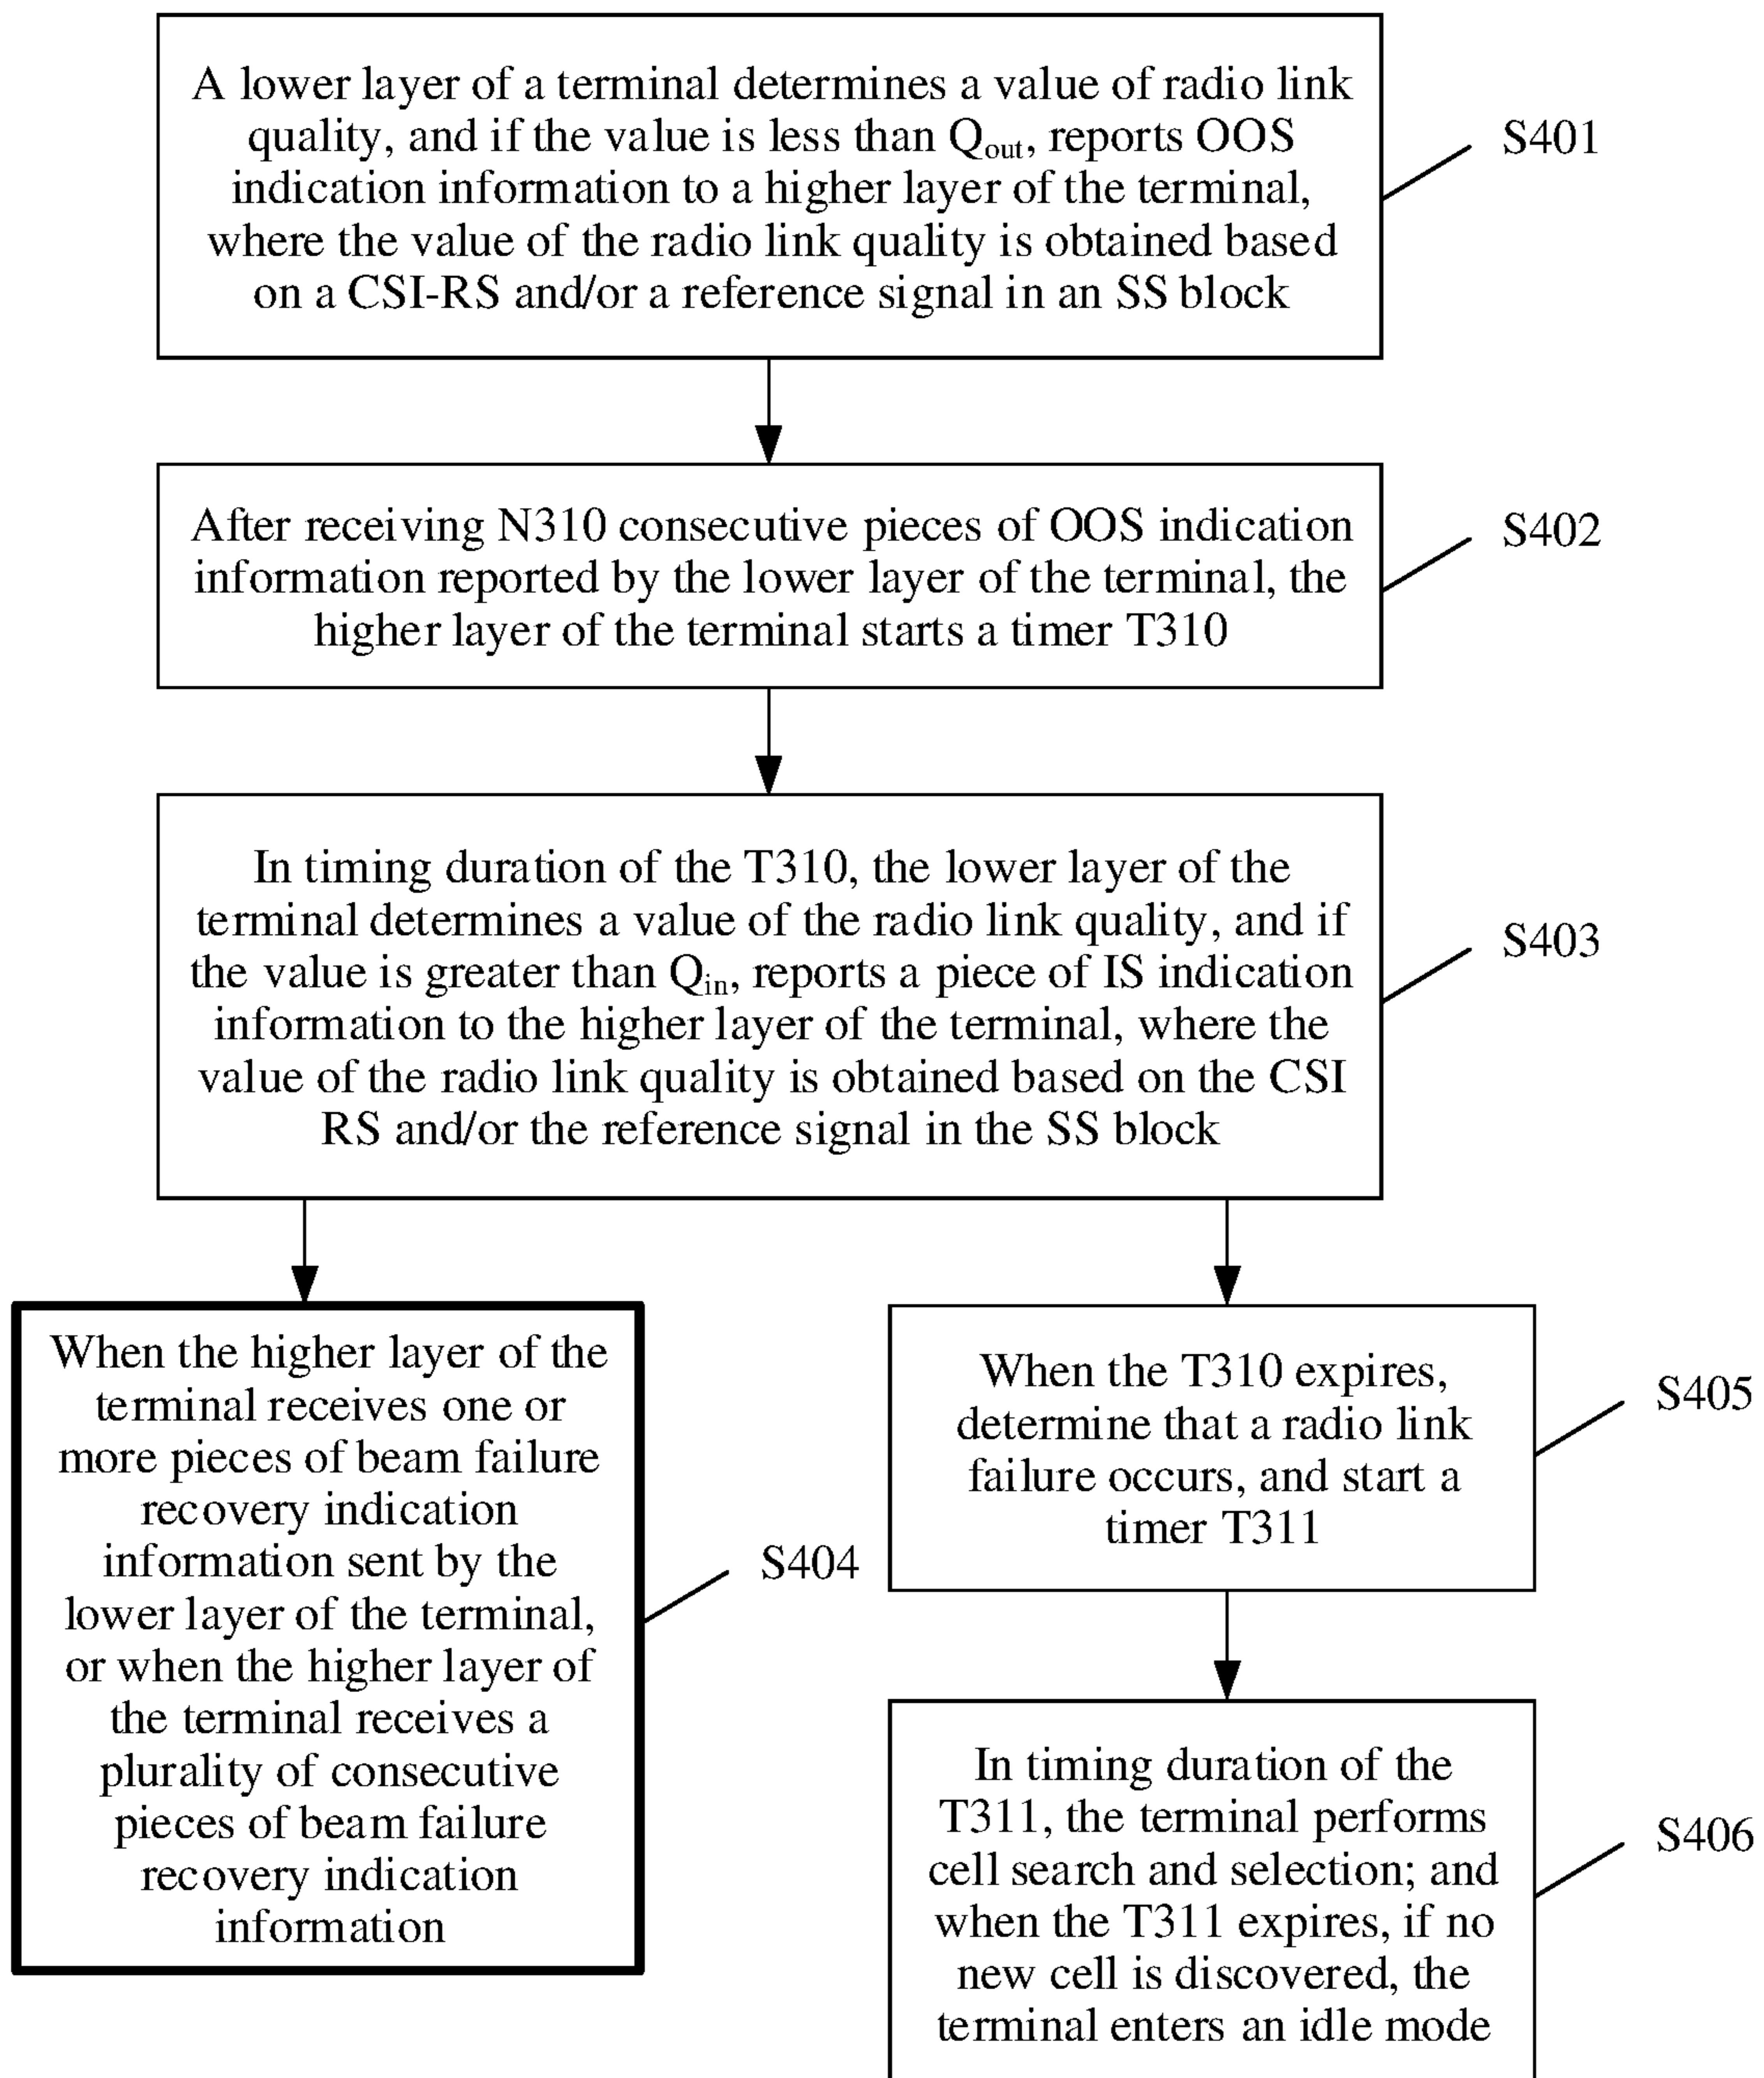 A lower layer of a terminal determines a value of radio link
quality, and if the value is less than Qout, reports OOS
indication information to a higher layer of the terminal,
where the value of the radio link quality is obtained based
on a CSI-RS and/or a reference signal in an SS block
S401
After receiving N310 consecutive pieces of OOS indication
information reported by the lower layer of the terminal, the
higher layer of the terminal starts a timer T310
S402
In timing duration of the T310, the lower layer of the
terminal determines a value of the radio link quality, and if
the value is greater than Qin, reports a piece of IS indication
information to the higher layer of the terminal, where the
value of the radio link quality is obtained based on the CSI
RS and/or the reference signal in the SS block
S403
When the higher layer of the
terminal receives one or
more pieces of beam failure
recovery indication
information sent by the
lower layer of the terminal,
or when the higher layer of
the terminal receives a
plurality of consecutive
pieces of beam failure
recovery indication
information
S404
When the T310 expires,
determine that a radio link
failure occurs, and start a
timer T311
S405
In timing duration of the
T311, the terminal performs
cell search and selection; and
when the T311 expires, if no
new cell is discovered, the
terminal enters an idle mode
S406